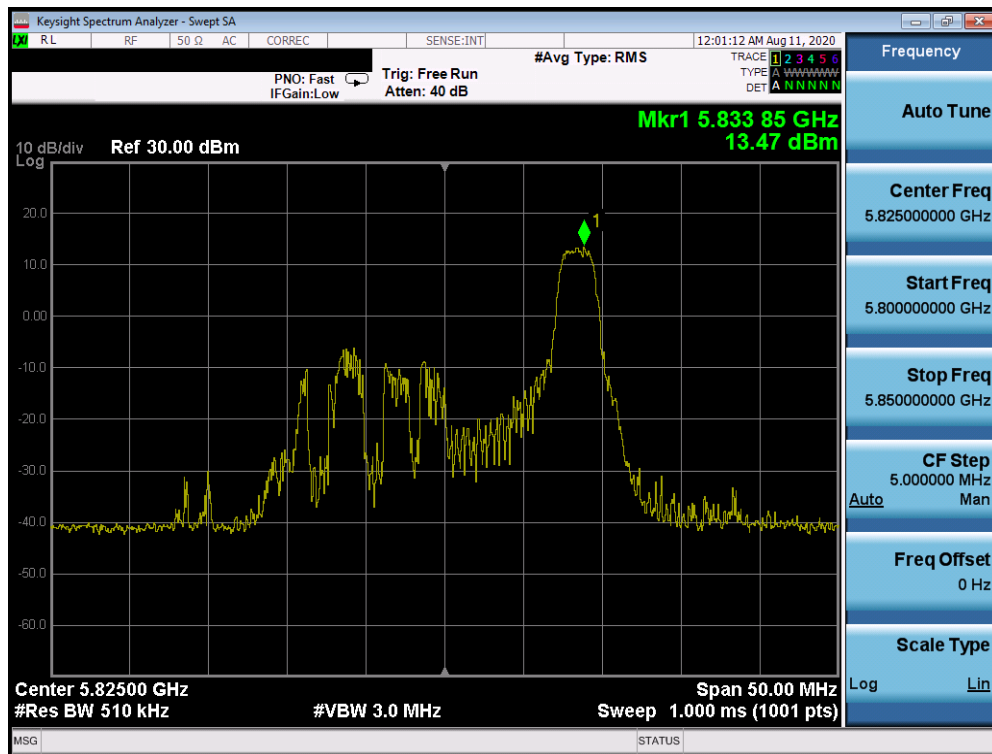 Keysight Spectrum Analyzer - Swept SA
LXI RL RF 50 Ω AC CORREC SENSE:INT 12:01:12 AM Aug 11, 2020
#Avg Type: RMS TRACE 1 2 3 4 5 6
PNO: Fast Trig: Free Run TYPE A WWWWW
IFGain:Low Atten: 40 dB DET A N N N N N
Mkr1 5.833 85 GHz
13.47 dBm
10 dB/div Ref 30.00 dBm
Log
1
20.0
10.0
0.00
-10.0
-20.0
-30.0
-40.0
-50.0
-60.0
Center 5.82500 GHz Span 50.00 MHz
#Res BW 510 kHz #VBW 3.0 MHz Sweep 1.000 ms (1001 pts)
MSG STATUS
Frequency
Auto Tune
Center Freq
5.825000000 GHz
Start Freq
5.800000000 GHz
Stop Freq
5.850000000 GHz
CF Step
5.000000 MHz
Auto Man
Freq Offset
0 Hz
Scale Type
Log Lin